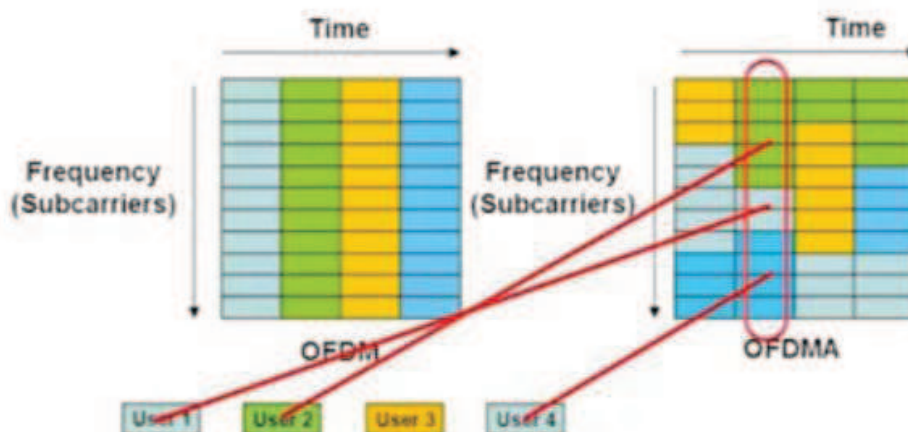 Time
Time
Frequency
(Subcarriers)
Frequency
(Subcarriers)
OFDM
OFDMA
User 1
User 2
User 3
User 4